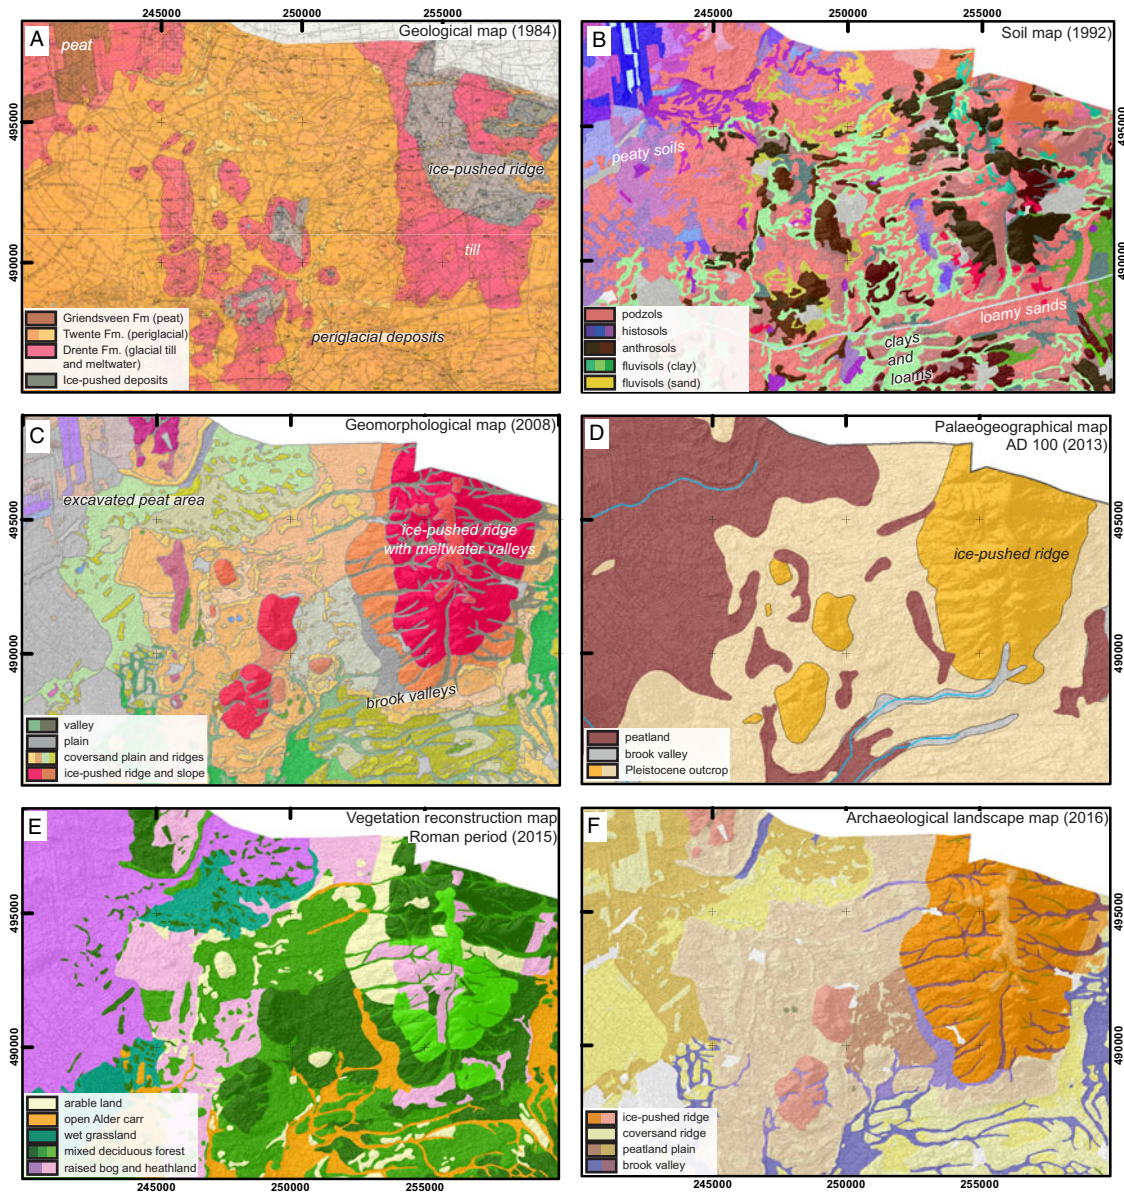 245000 250000 255000
245000 250000 255000
A
Geological map (1984)
peat
495000
ice-pushed ridge
till
490000
periglacial deposits
Griendsveen Fm (peat)
Twente Fm. (periglacial)
Drente Fm. (glacial till
and meltwater)
Ice-pushed deposits
B
Soil map (1992)
495000
peaty soils
490000
loamy sands
clays
and
loams
podzols
histosols
anthrosols
fluvisols (clay)
fluvisols (sand)
C
Geomorphological map (2008)
excavated peat area
495000
ice-pushed ridge
with meltwater valleys
490000
brook valleys
valley
plain
coversand plain and ridges
ice-pushed ridge and slope
D
Palaeogeographical map
AD 100 (2013)
495000
ice-pushed ridge
490000
peatland
brook valley
Pleistocene outcrop
E
Vegetation reconstruction map
Roman period (2015)
495000
490000
arable land
open Alder carr
wet grassland
mixed deciduous forest
raised bog and heathland
F
Archaeological landscape map (2016)
495000
490000
ice-pushed ridge
coversand ridge
peatland plain
brook valley
245000 250000 255000
245000 250000 255000